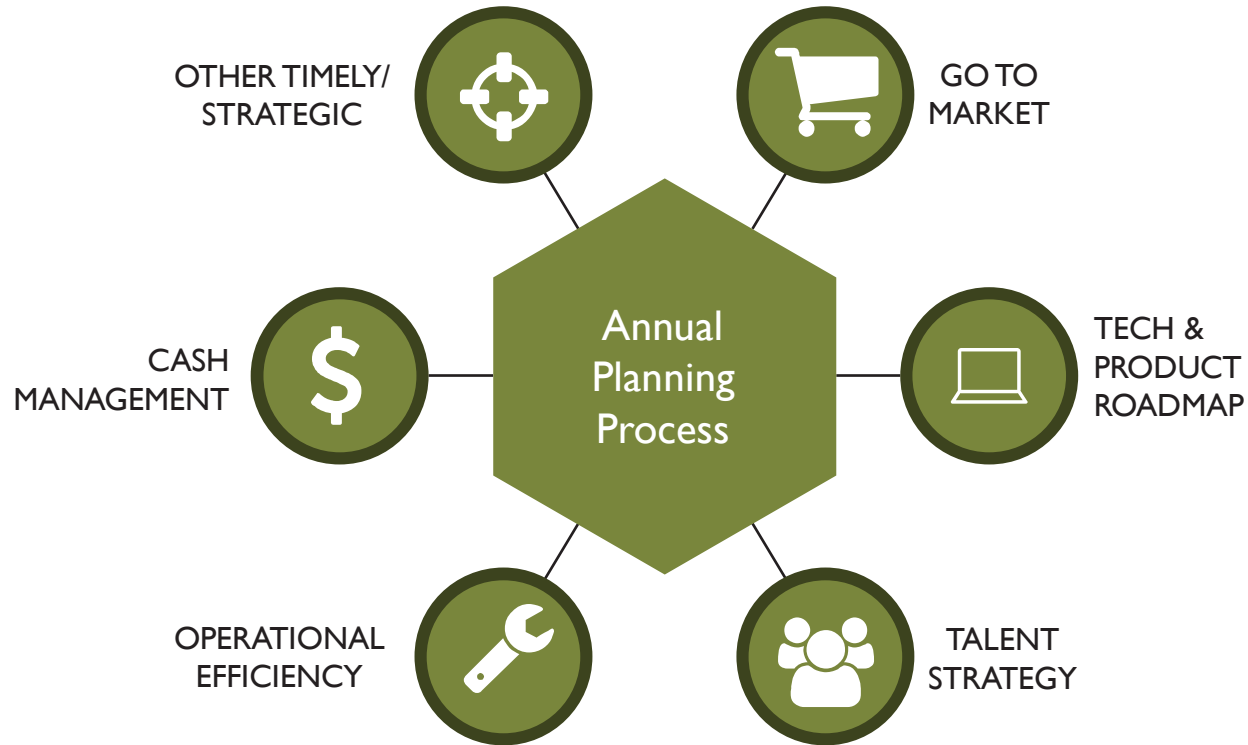 OTHER TIMELY/
STRATEGIC
GO TO
MARKET
CASH
MANAGEMENT
$
Annual
Planning
Process
TECH &
PRODUCT
ROADMAP
OPERATIONAL
EFFICIENCY
TALENT
STRATEGY